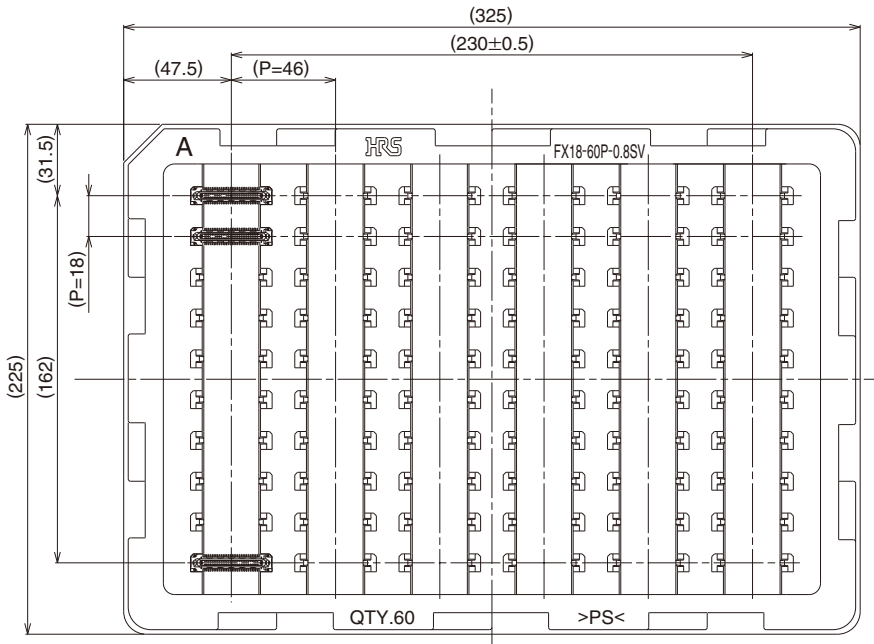 (325)
(230±0.5)
(47.5)
(P=46)
(31.5)
A
HRS
FX18-60P-0.8SV
(P=18)
(162)
(225)
QTY.60
>PS<